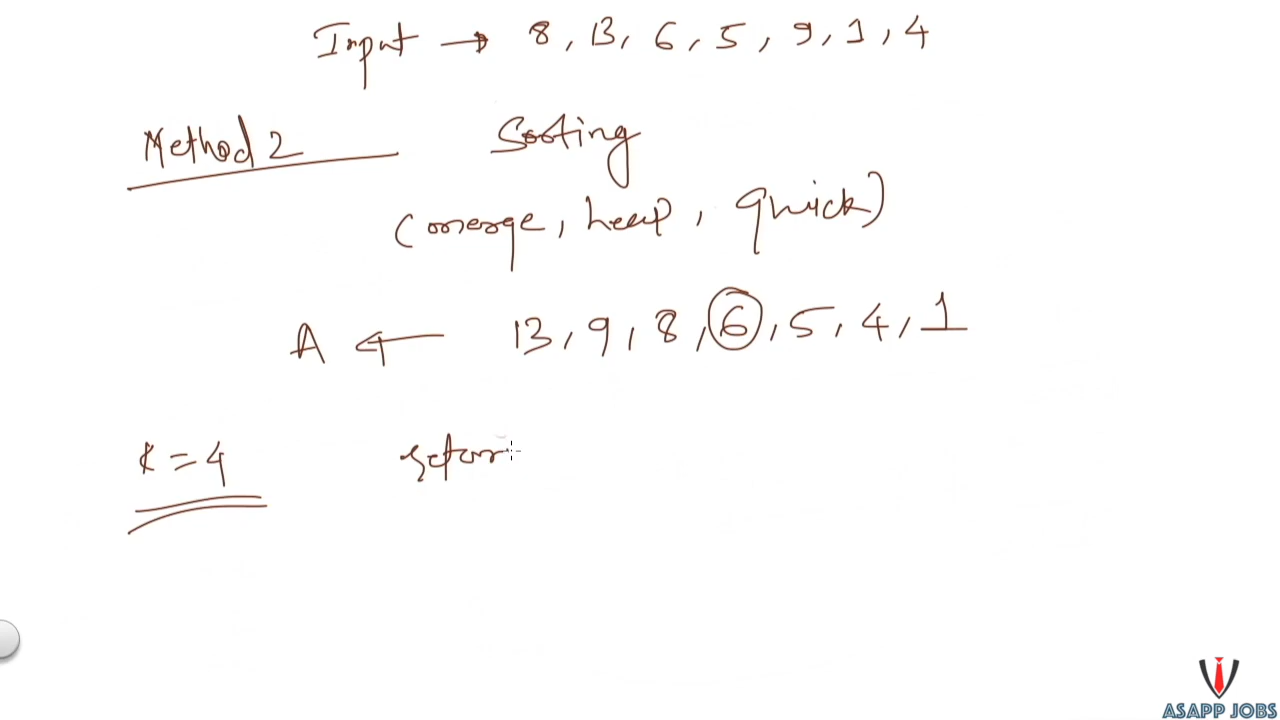 Input → 8, 13, 6, 5, 9, 1, 4
Method 2 Sorting
(merge, heap, quick)
A ← 13, 9, 8, 6, 5, 4, 1
K = 4
ASAPP JOBS